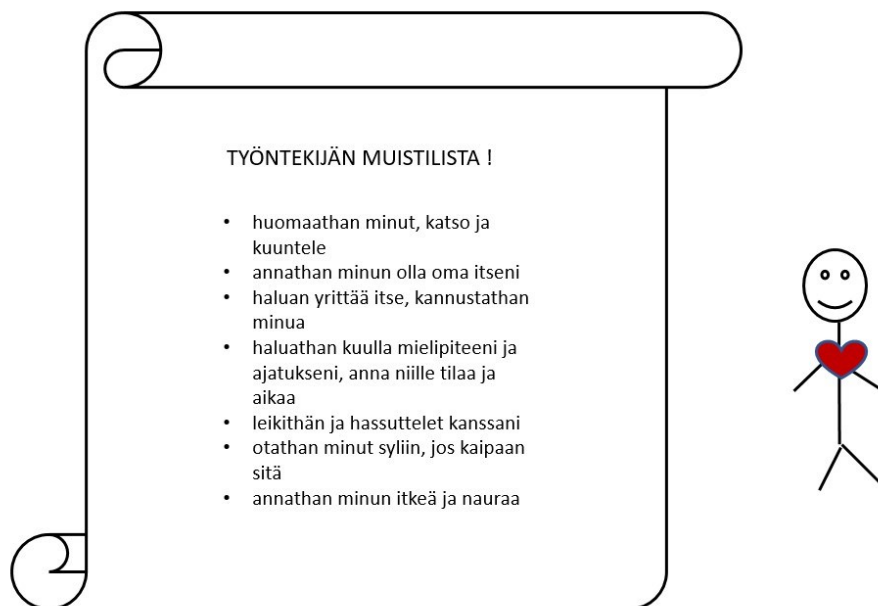 TYÖNTEKIJÄN MUISTILISTA !
• huomaathan minut, katso ja
kuuntele
• annathan minun olla oma itseni
• haluan yrittää itse, kannustathan
minua
• haluathan kuulla mielipiteeni ja
ajatukseni, anna niille tilaa ja
aikaa
• leikithän ja hassuttelet kanssani
• otathan minut syliin, jos kaipaan
sitä
• annathan minun itkeä ja nauraa